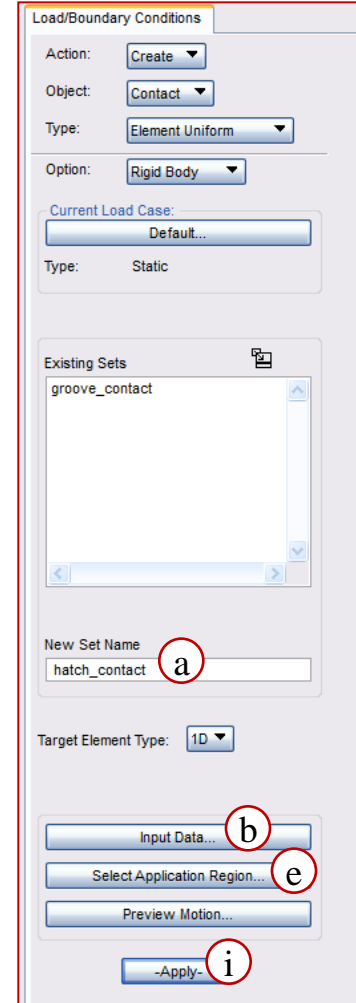 Load/Boundary Conditions
Action: Create
Object: Contact
Type: Element Uniform
Option: Rigid Body
Current Load Case:
Default...
Type: Static
Existing Sets
groove_contact
New Set Name
hatch_contact a
Target Element Type: 1D
Input Data... b
Select Application Region... e
Preview Motion...
-Apply- i